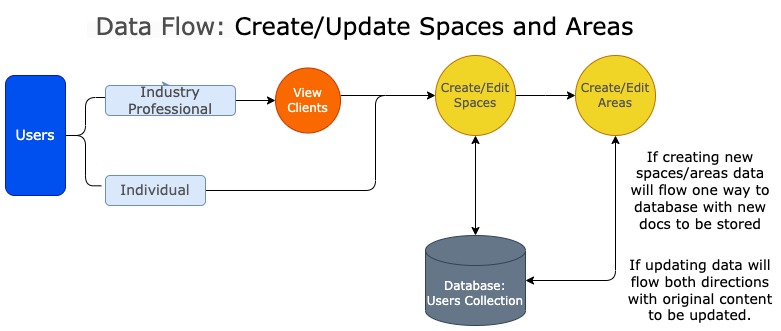 Data Flow: Create/Update Spaces and Areas
Users
Industry
Professional
View
Clients
Create/Edit
Spaces
Create/Edit
Areas
Individual
If creating new
spaces/areas data
will flow one way to
database with new
docs to be stored
If updating data will
flow both directions
with original content
to be updated.
Database:
Users Collection